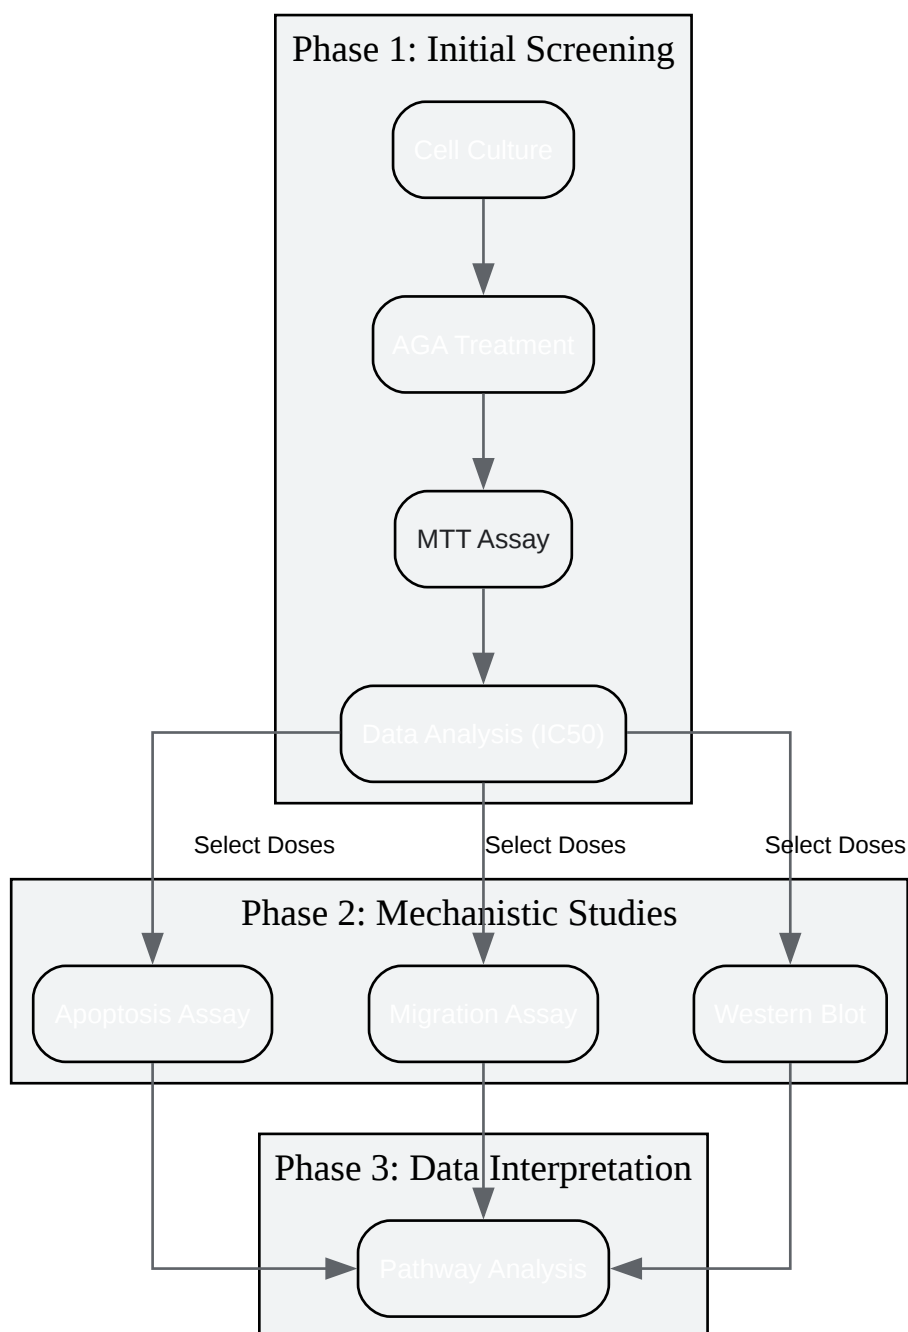 Phase 1: Initial Screening
Cell Culture
AGA Treatment
MTT Assay
Data Analysis (IC50)
Select Doses
Select Doses
Select Doses
Phase 2: Mechanistic Studies
Apoptosis Assay
Migration Assay
Western Blot
Phase 3: Data Interpretation
Pathway Analysis